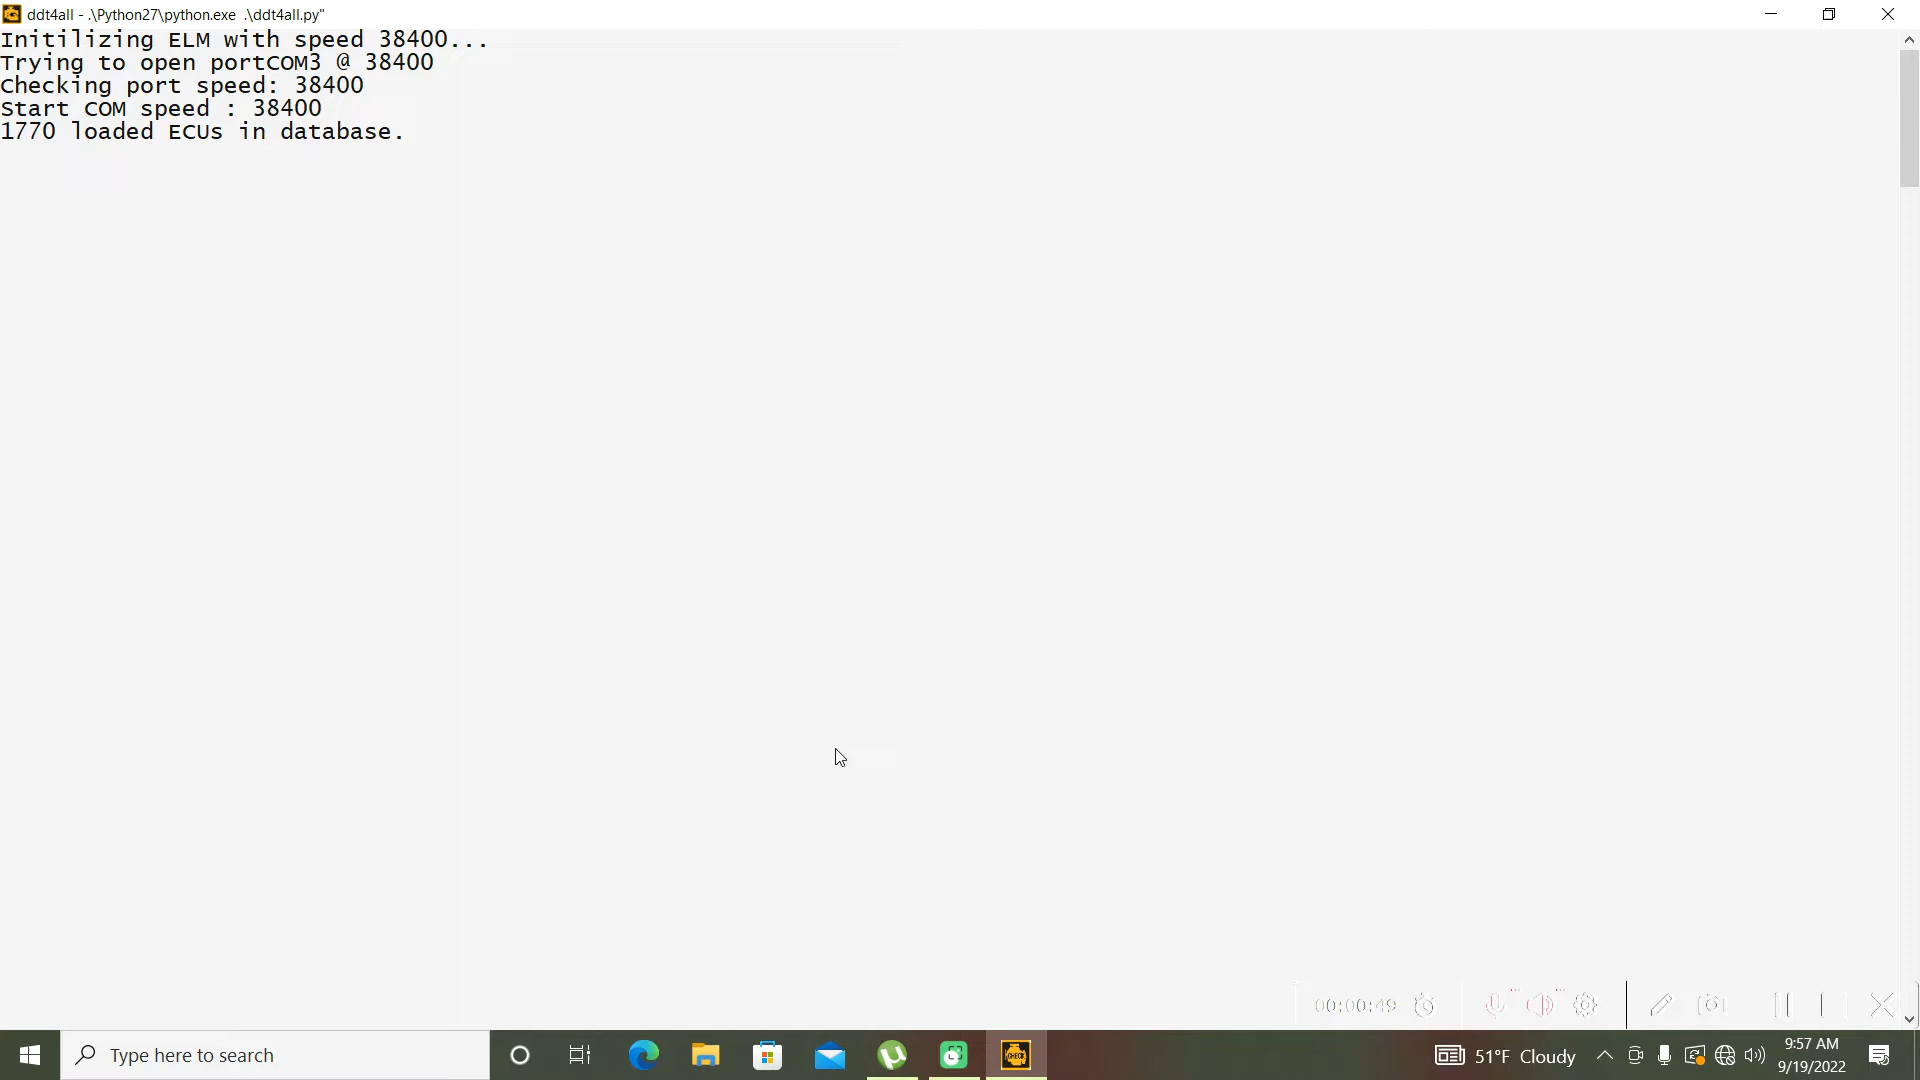 ddt4all - .\Python27\python.exe .\ddt4all.py"
Initilizing ELM with speed 38400...
Trying to open portCOM3 @ 38400
Checking port speed: 38400
Start COM speed : 38400
1770 loaded ECUs in database.
00:00:49
Type here to search
CHECK
51°F Cloudy
9:57 AM
9/19/2022